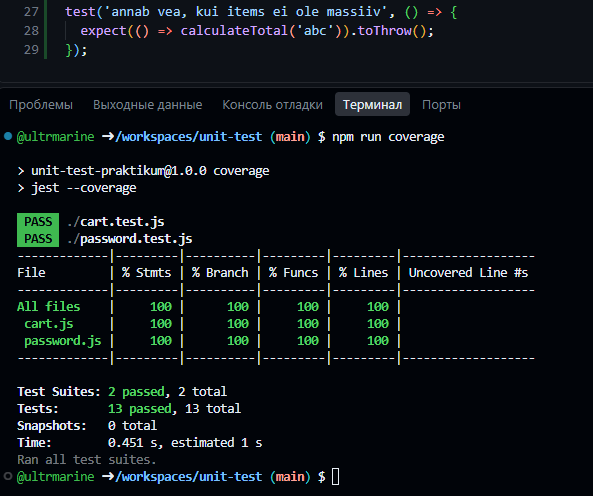 27 test('annab vea, kui items ei ole massiiv', () => {
28 expect(() => calculateTotal('abc')).toThrow();
29 });
Проблемы Выходные данные Консоль отладки Терминал Порты
@ultrmarine ➜/workspaces/unit-test (main) $ npm run coverage
> unit-test-praktikum@1.0.0 coverage
> jest --coverage
PASS ./cart.test.js
PASS ./password.test.js
-------------|---------|----------|---------|---------|-------------------
File | % Stmts | % Branch | % Funcs | % Lines | Uncovered Line #s
-------------|---------|----------|---------|---------|-------------------
All files | 100 | 100 | 100 | 100 |
cart.js | 100 | 100 | 100 | 100 |
password.js | 100 | 100 | 100 | 100 |
-------------|---------|----------|---------|---------|-------------------
Test Suites: 2 passed, 2 total
Tests: 13 passed, 13 total
Snapshots: 0 total
Time: 0.451 s, estimated 1 s
Ran all test suites.
@ultrmarine ➜/workspaces/unit-test (main) $